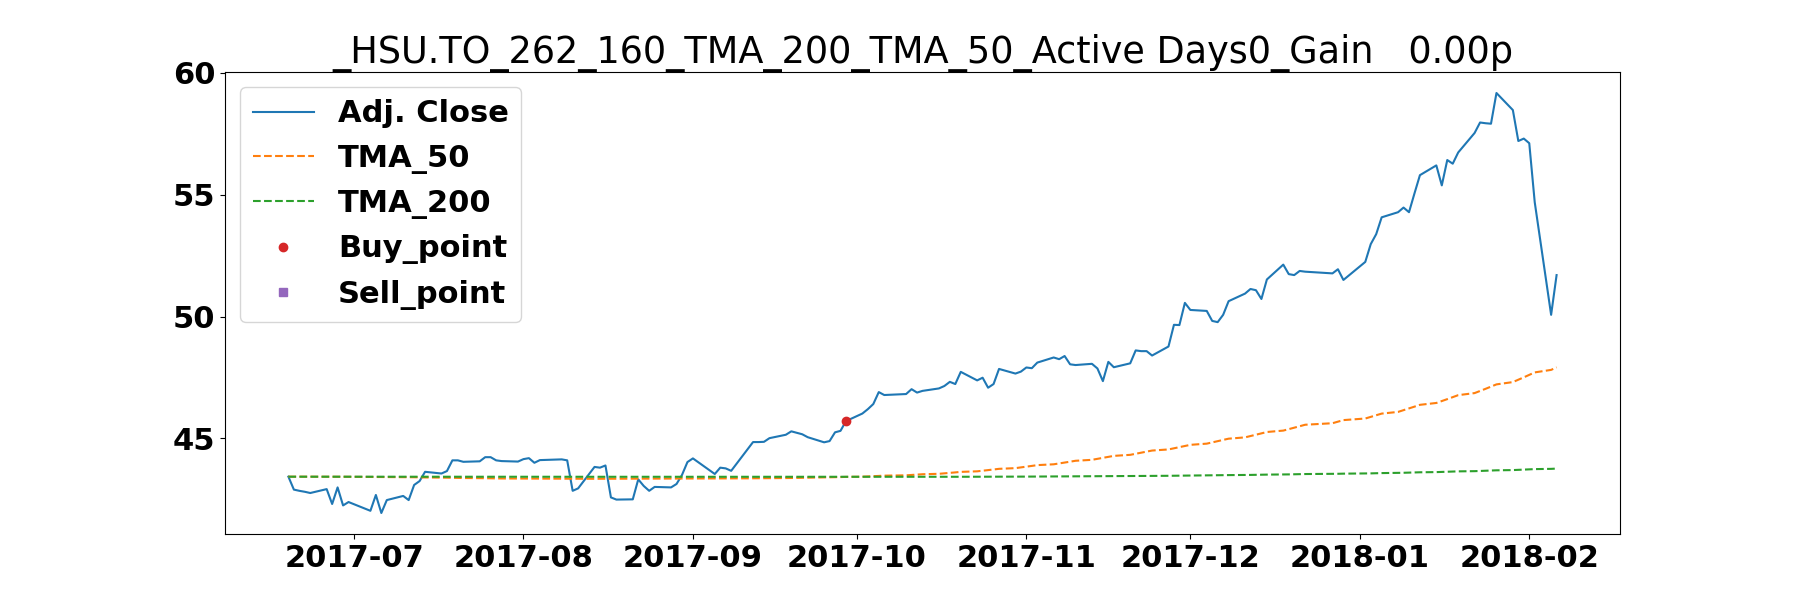 _HSU.TO_262_160_TMA_200_TMA_50_Active Days0_Gain   0.00p
60
55
50
45
Adj. Close
TMA_50
TMA_200
Buy_point
Sell_point
2017-07 2017-08 2017-09 2017-10 2017-11 2017-12 2018-01 2018-02